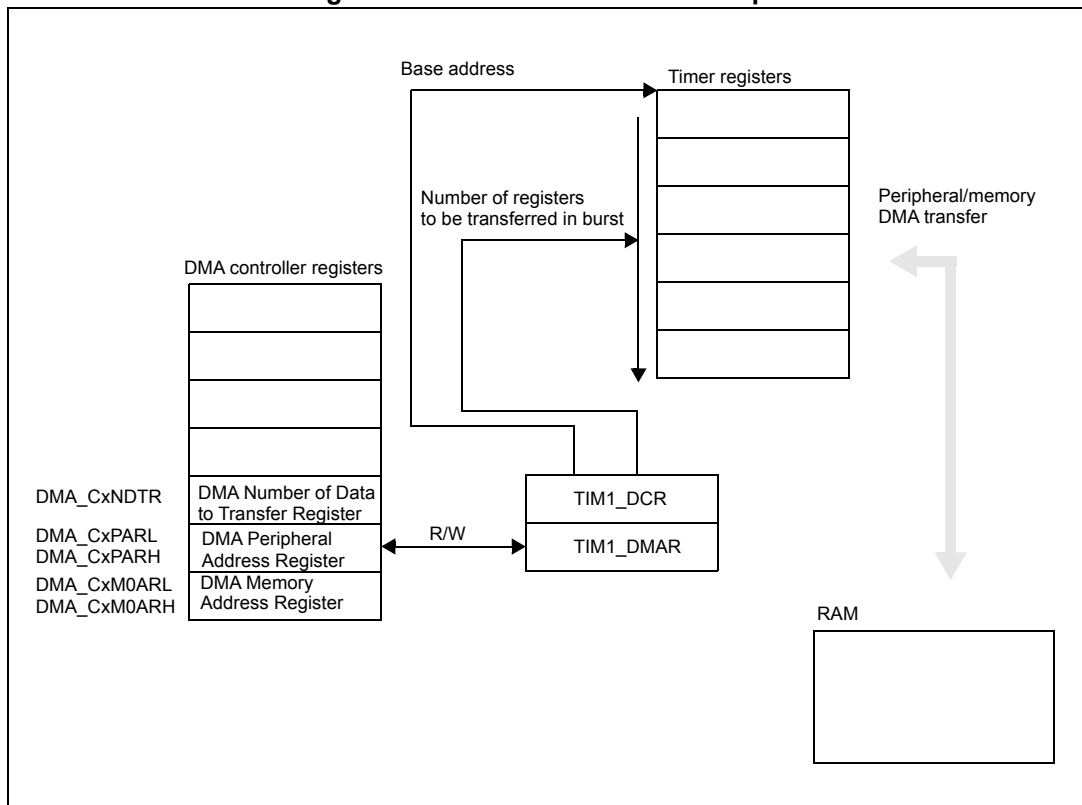 Base address
Timer registers
Number of registers
to be transferred in burst
Peripheral/memory
DMA transfer
DMA controller registers
DMA_CxNDTR
DMA Number of Data
to Transfer Register
DMA_CxPARL
DMA_CxPARH
DMA Peripheral
Address Register
R/W
TIM1_DCR
TIM1_DMAR
DMA_CxM0ARL
DMA_CxM0ARH
DMA Memory
Address Register
RAM